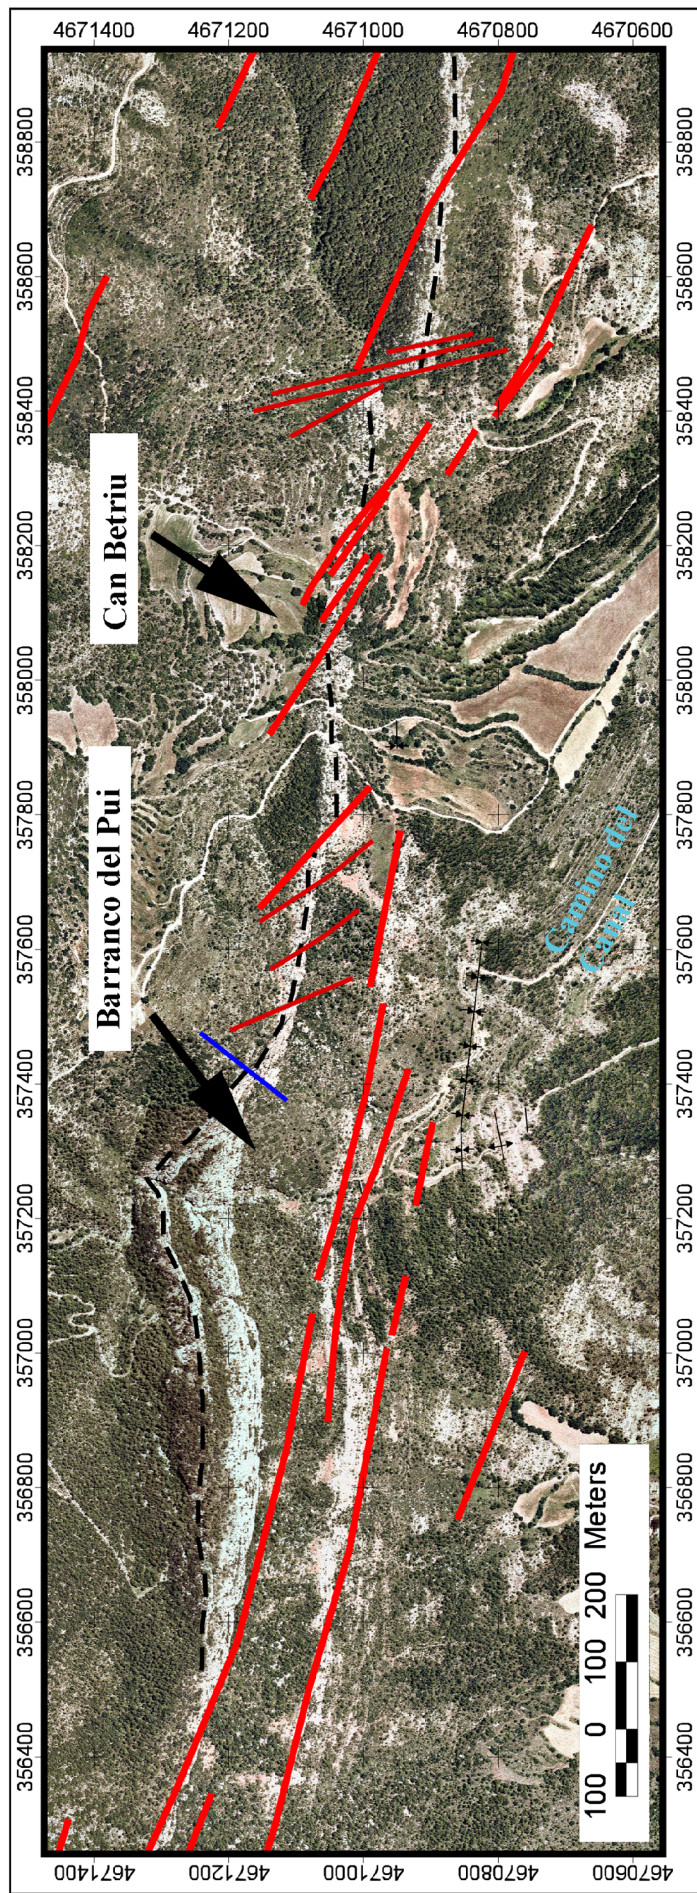 356400 356600 356800 357000 357200 357400 357600 357800 358000 358200 358400 358600 358800
4671400 4671400
Barranco del Pui Can Betriu
4671200 4671200
4671000 4671000
4670800 4670800
Camino del
Canal
100 0 100 200 Meters
4670600 4670600
356400 356600 356800 357000 357200 357400 357600 357800 358000 358200 358400 358600 358800